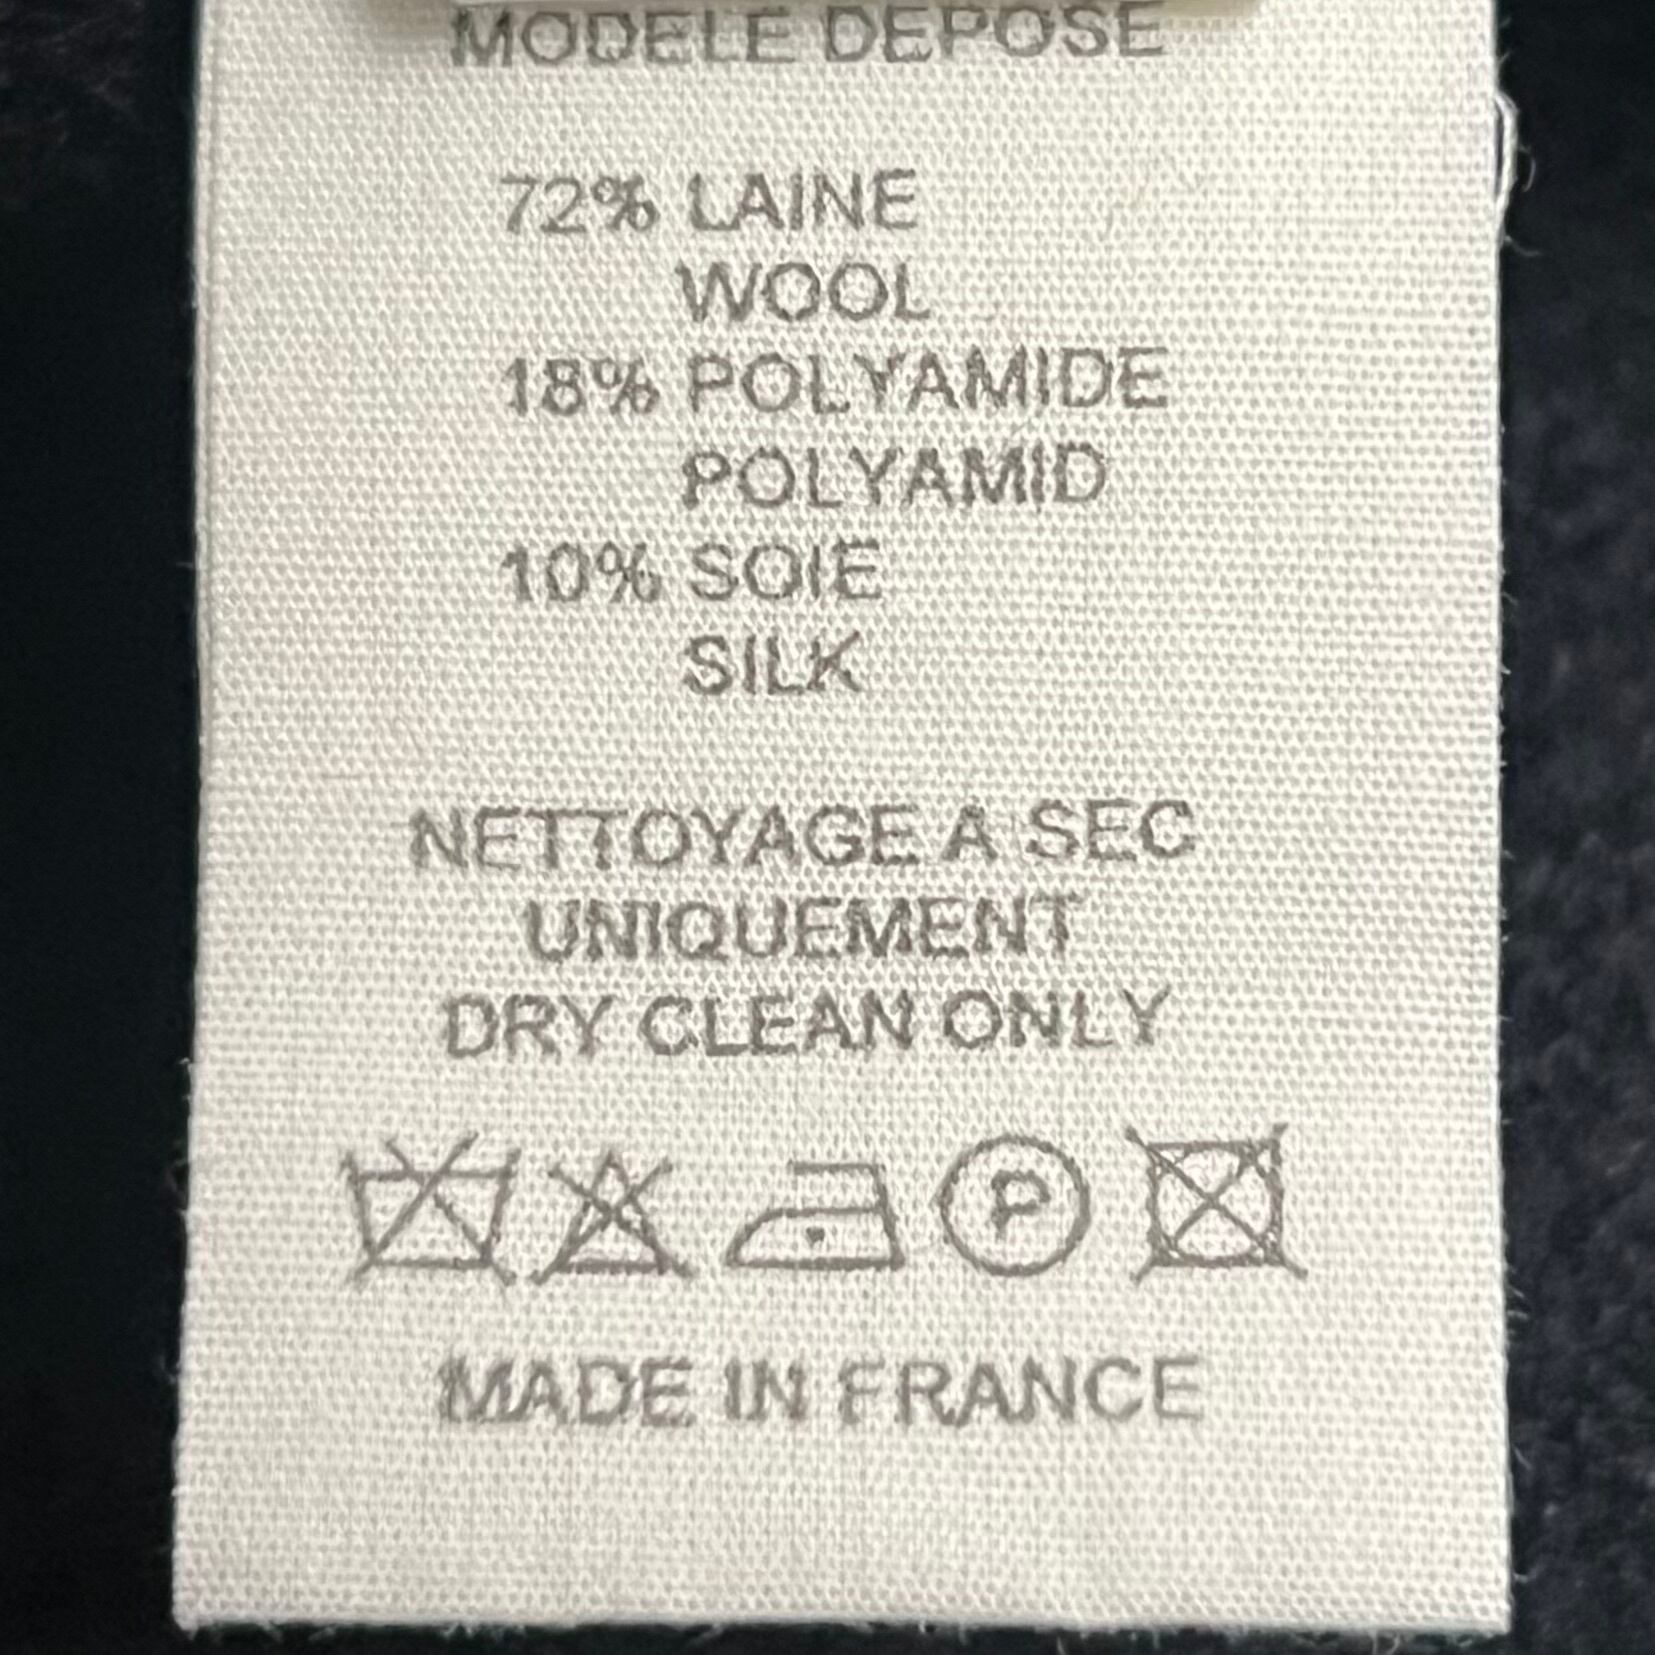 MODELE DEPOSE
72% LAINE
WOOL
18% POLYAMIDE
POLYAMID
10% SOIE
SILK
NETTOYAGE A SEC
UNIQUEMENT
DRY CLEAN ONLY
P
MADE IN FRANCE